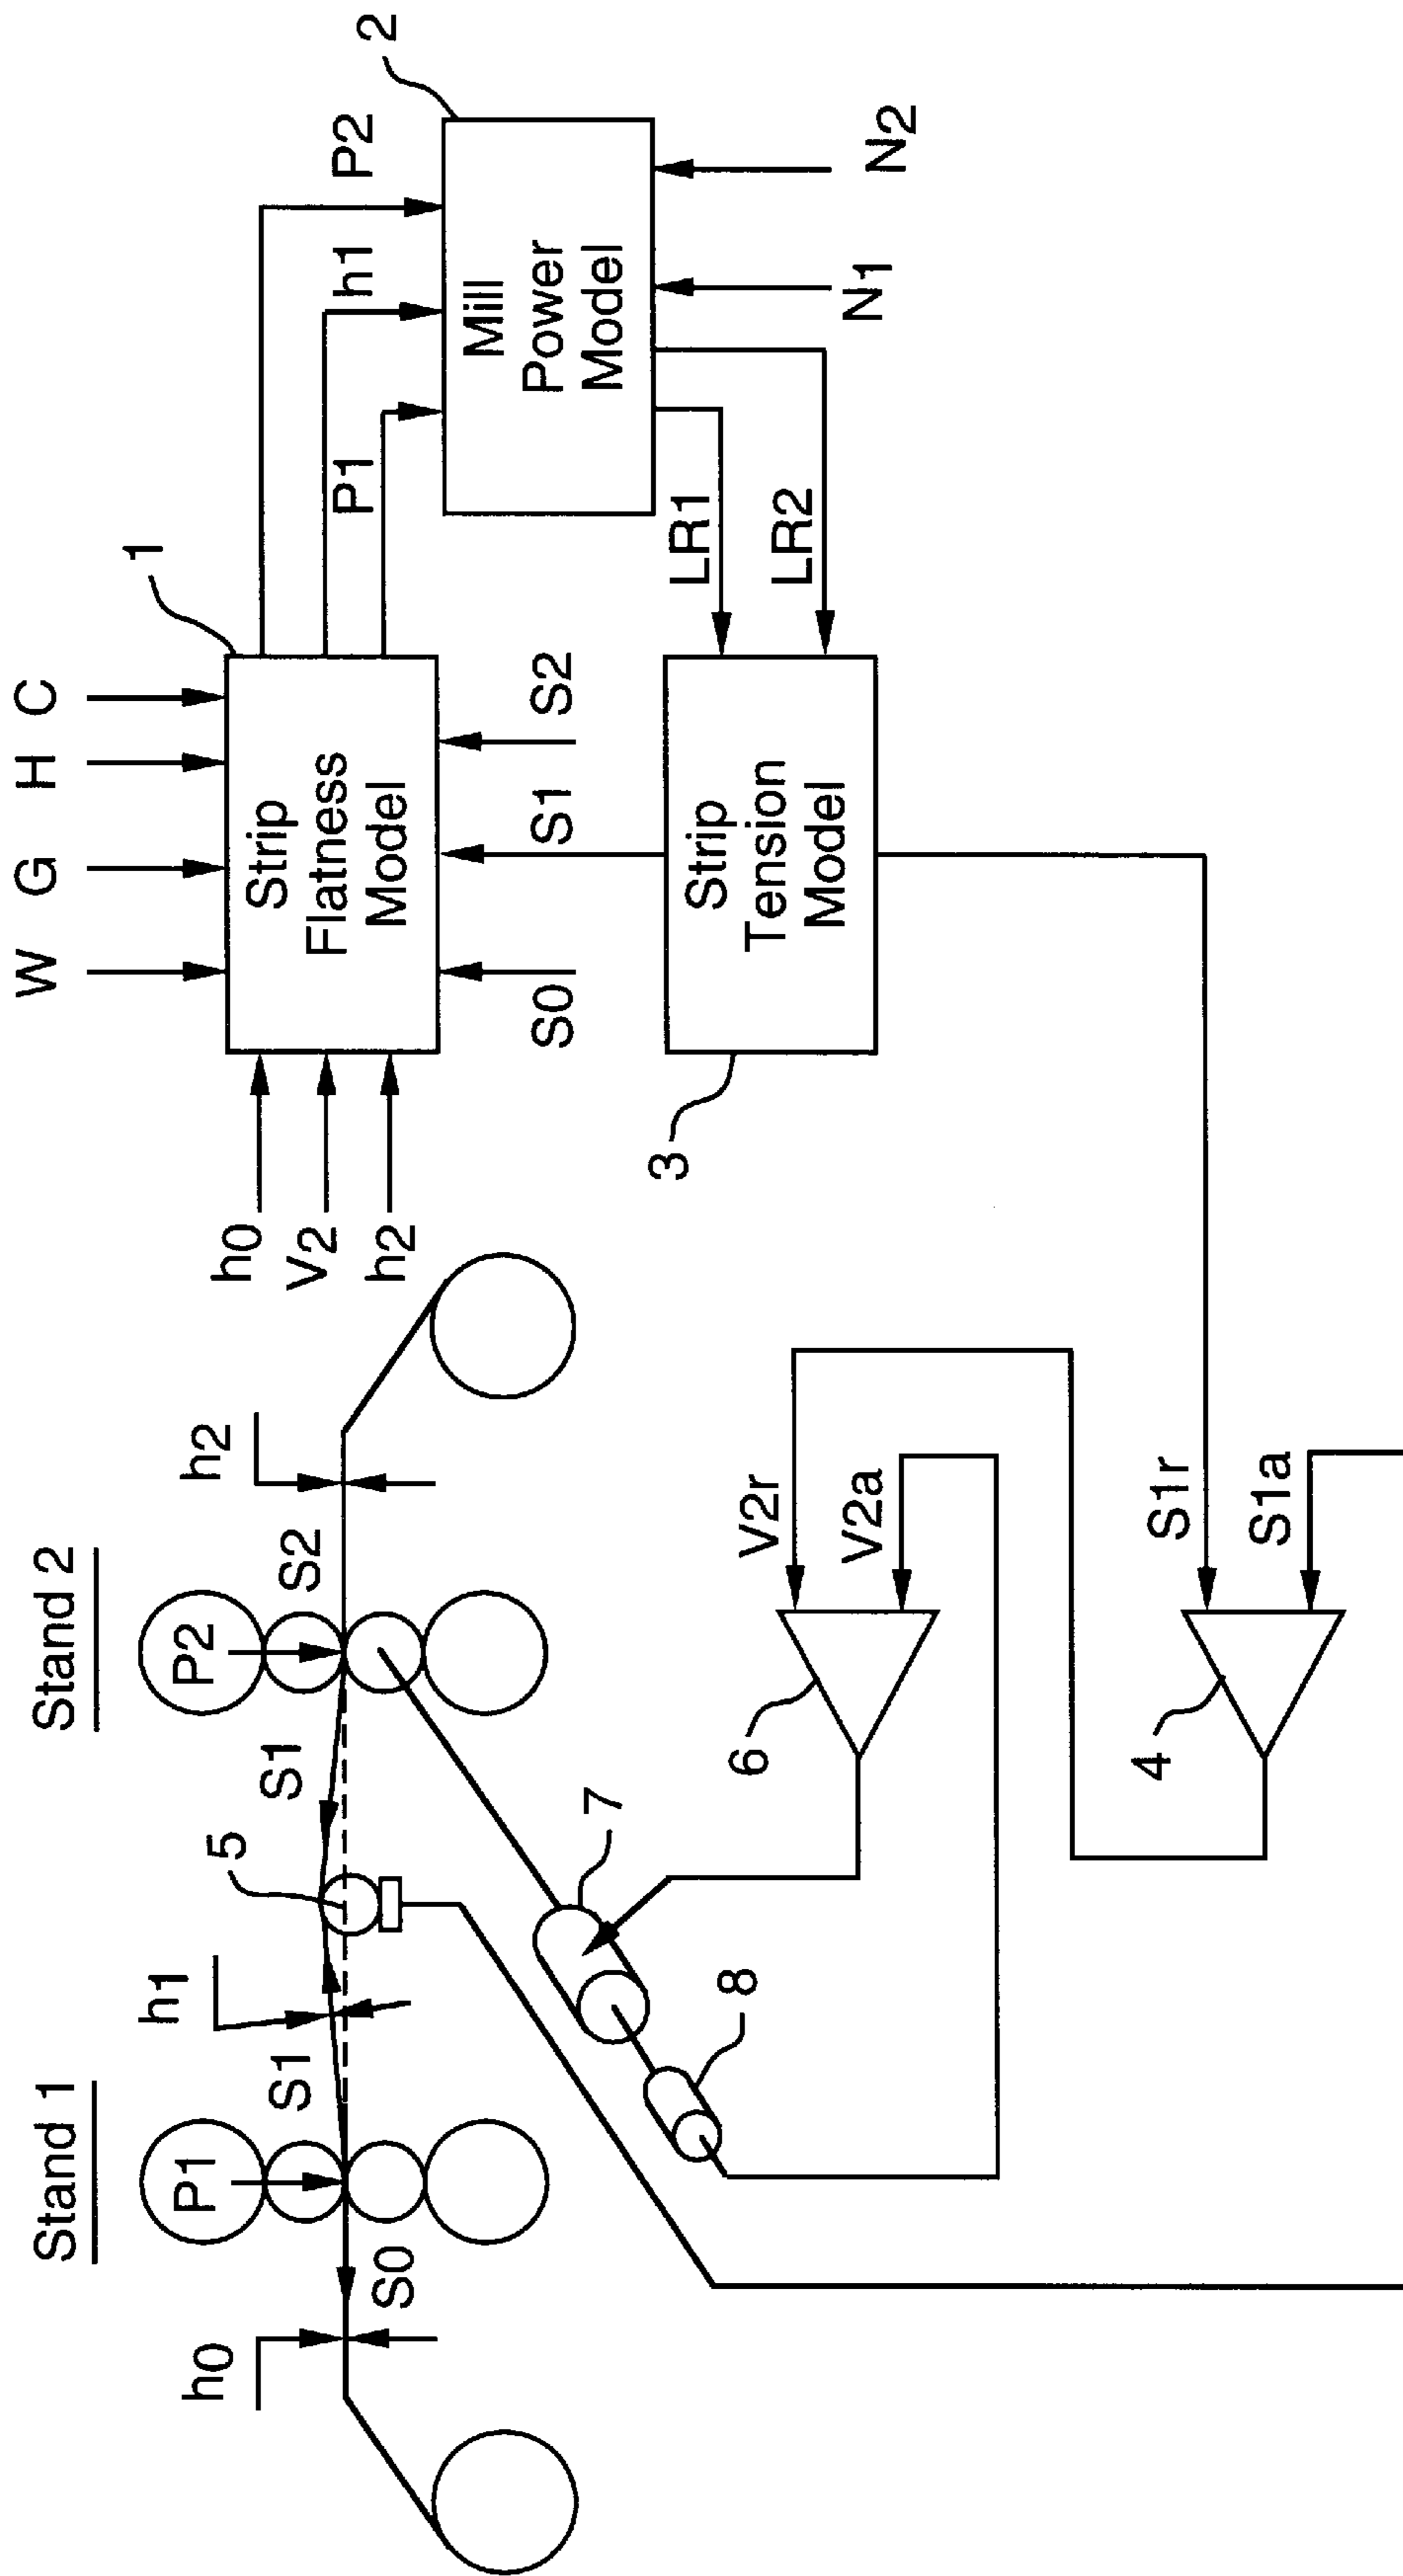 Stand 1
Stand 2
P1
P2
h0
S0
S1
h1
5
S1
S2
h2
7
8
6
V2r
V2a
4
S1r
S1a
W
G
H
C
1
h0
V2
h2
Strip
Flatness
Model
S0
S1
S2
P1
h1
P2
2
Mill
Power
Model
N1
N2
LR1
LR2
3
Strip
Tension
Model